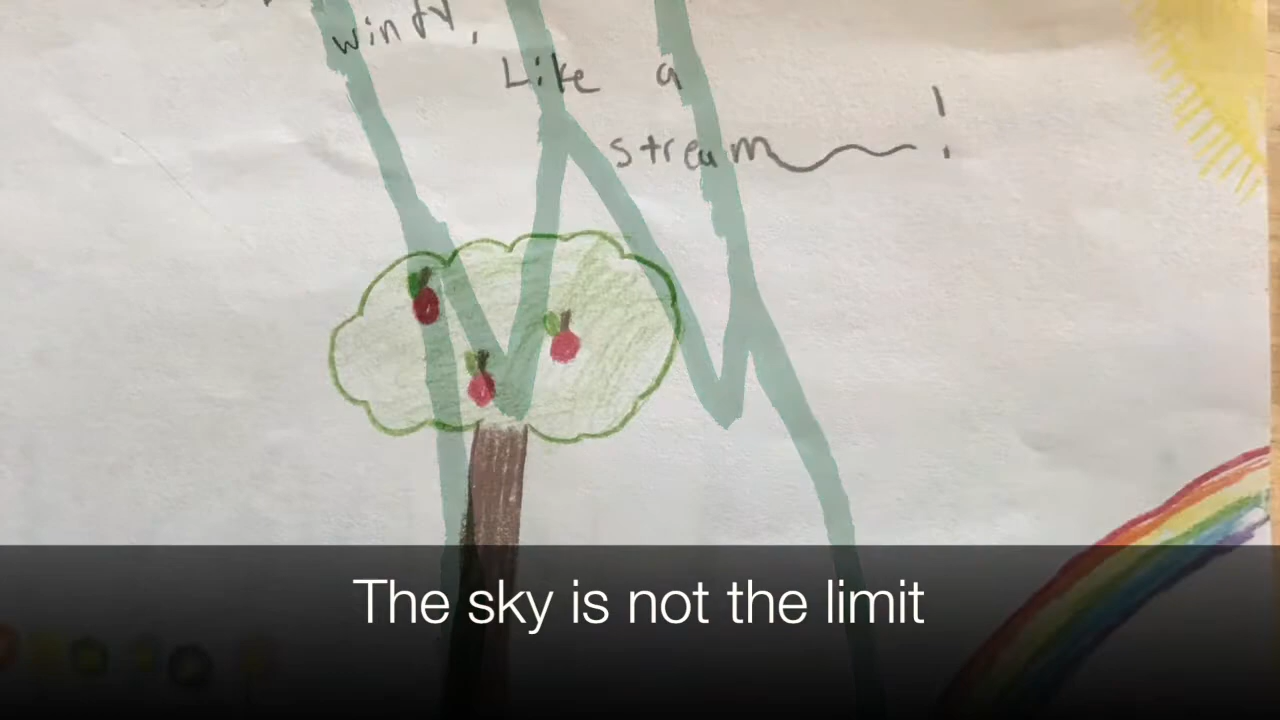 windy,
Like a
stream!
The sky is not the limit